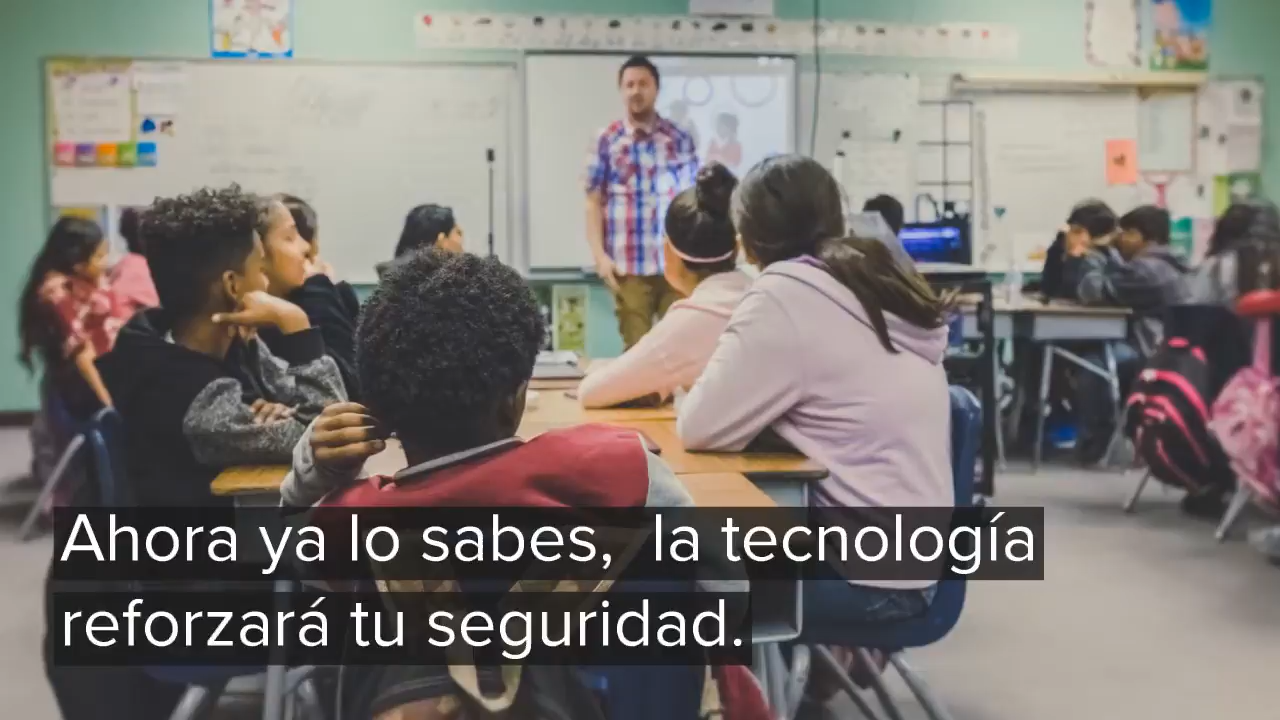 Ahora ya lo sabes,  la tecnología
reforzará tu seguridad.